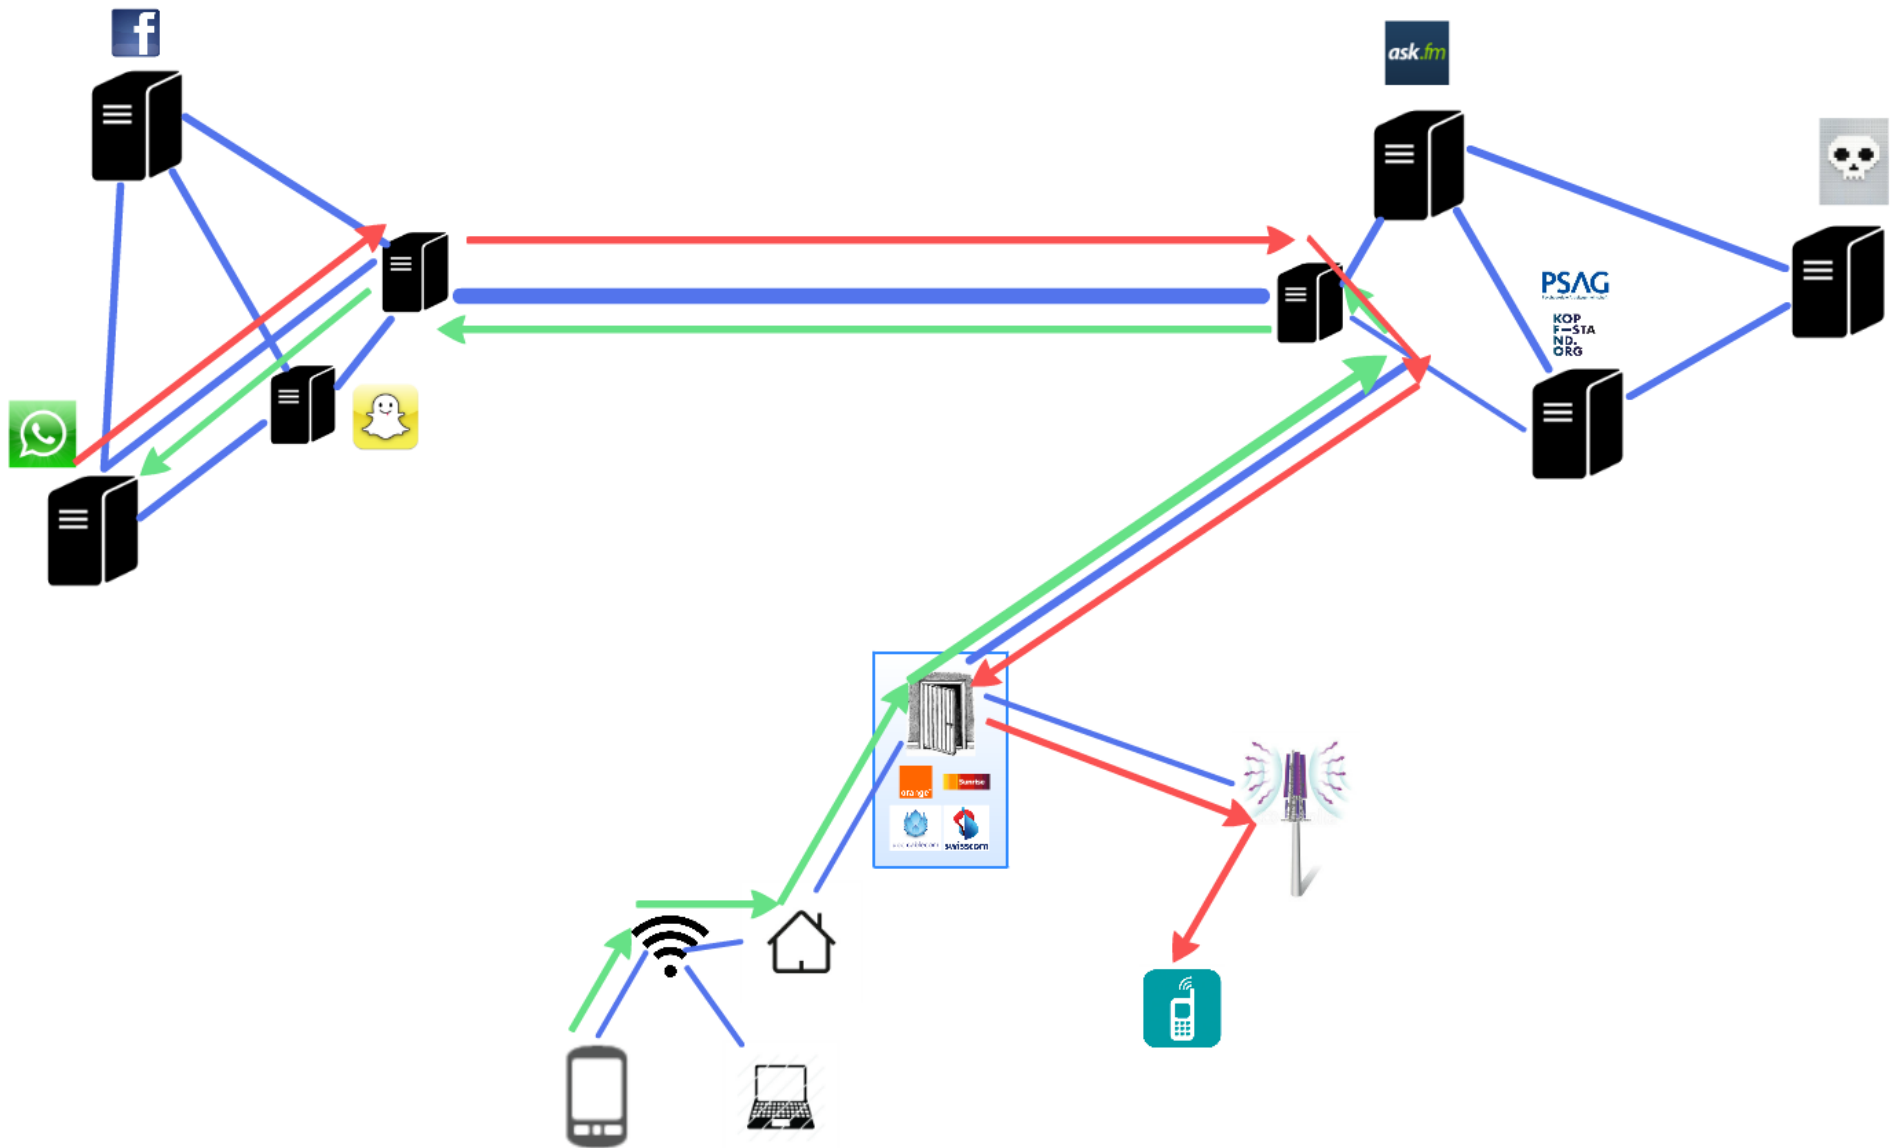 f
ask.fm
PSAG
KOP
F—STA
ND.
ORG
orange
Sunrise
swisscom